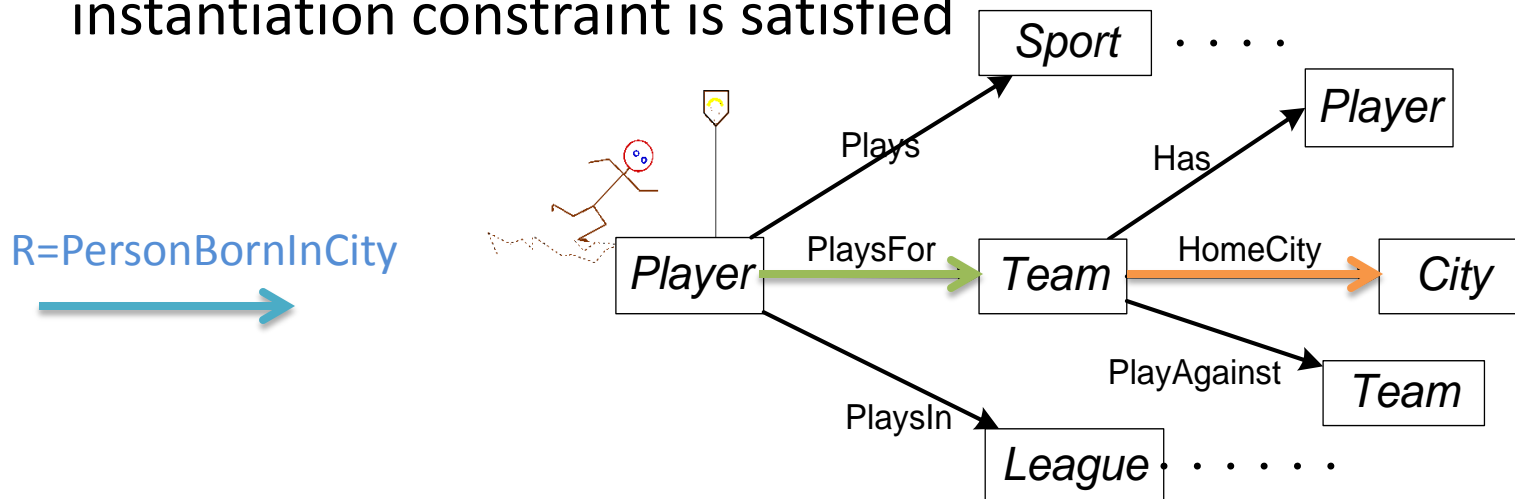 instantiation constraint is satisfied
Sport
Player
Plays
Has
R=PersonBornInCity
Player
PlaysFor
Team
HomeCity
City
PlayAgainst
Team
PlaysIn
League